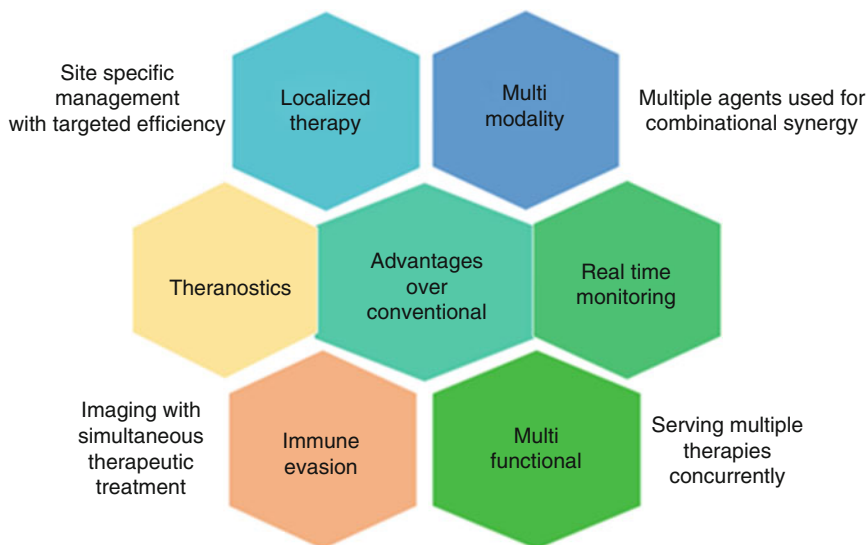 Site specific
management
with targeted efficiency
Localized
therapy
Multi
modality
Multiple agents used for
combinational synergy
Theranostics
Advantages
over
conventional
Real time
monitoring
Imaging with
simultaneous
therapeutic
treatment
Immune
evasion
Multi
functional
Serving multiple
therapies
concurrently